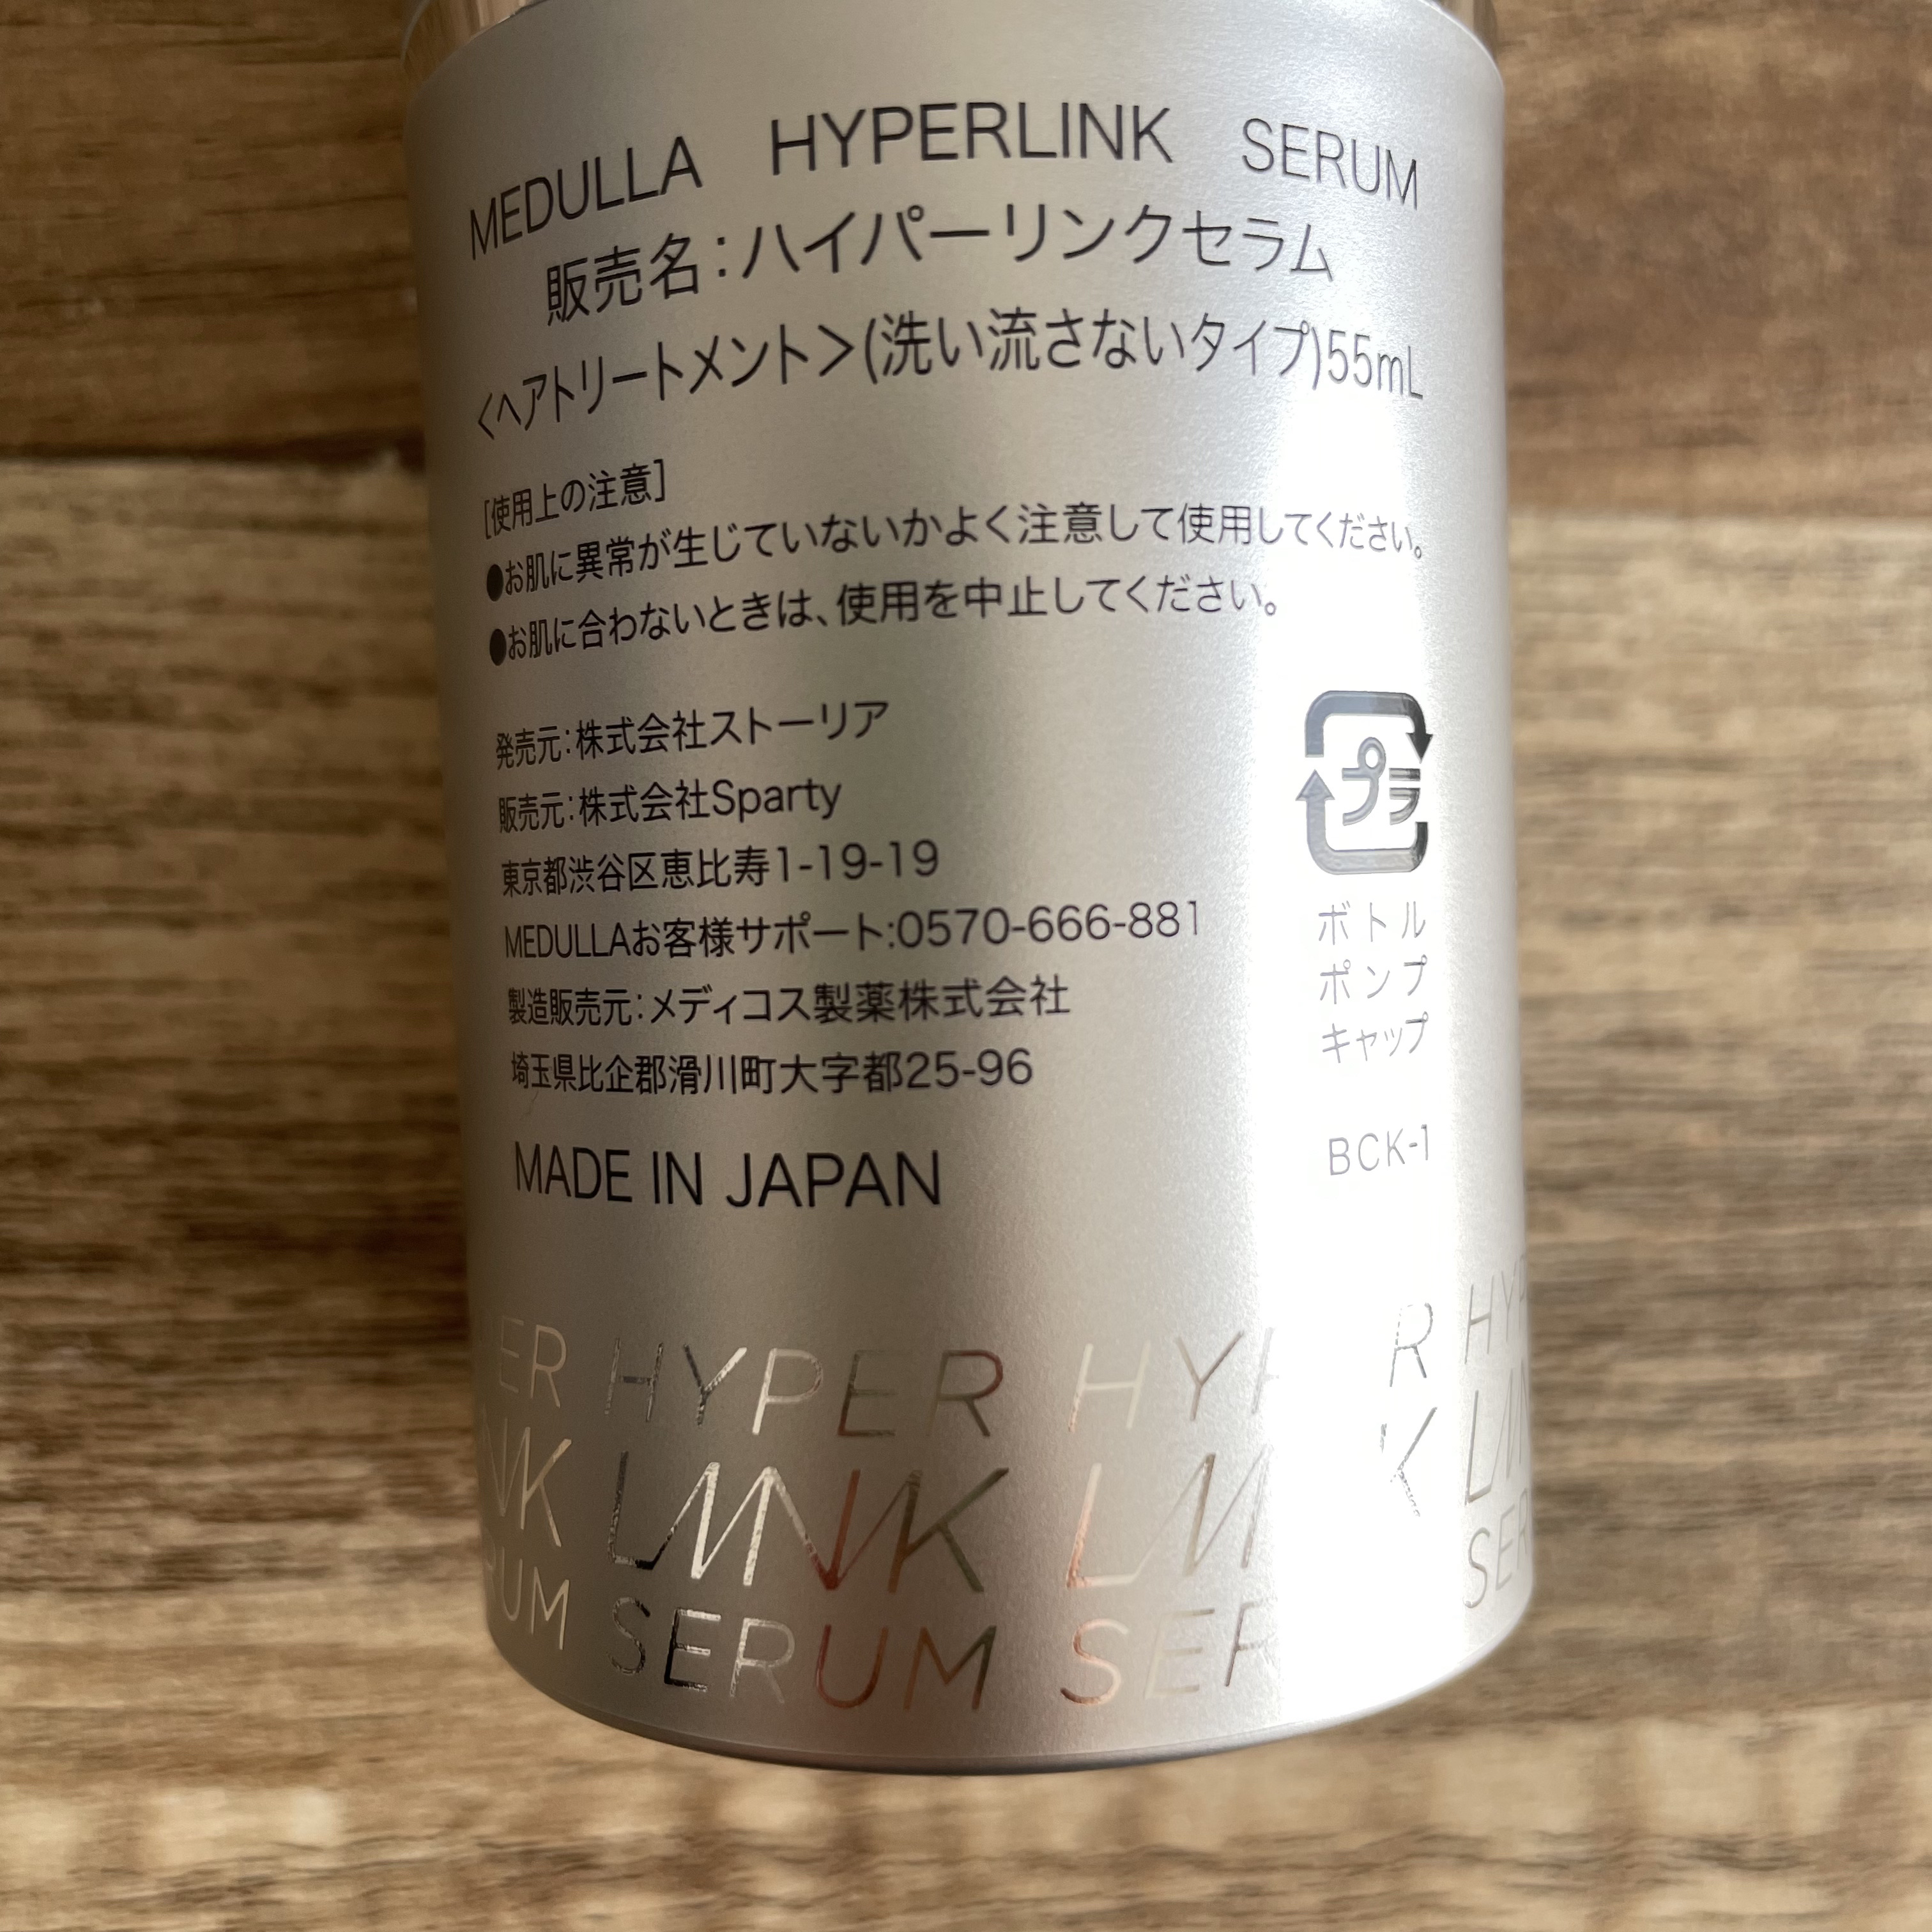 MEDULLA HYPERLINK SERUM
販売名：ハイパーリンクセラム
＜ヘアトリートメント＞(洗い流さないタイプ)55mL
[使用上の注意]
●お肌に異常が生じていないかよく注意して使用してください。
●お肌に合わないときは、使用を中止してください。
発売元：株式会社ストーリア
販売元：株式会社Sparty
東京都渋谷区恵比寿1-19-19
MEDULLAお客様サポート:0570-666-881
製造販売元：メディコス製薬株式会社
埼玉県比企郡滑川町大字都25-96
MADE IN JAPAN
プラ
ボトル
ポンプ
キャップ
BCK-1
ER HYPER HYP R HYP
NK LINK LIN K LIN
RUM SERUM SER SER